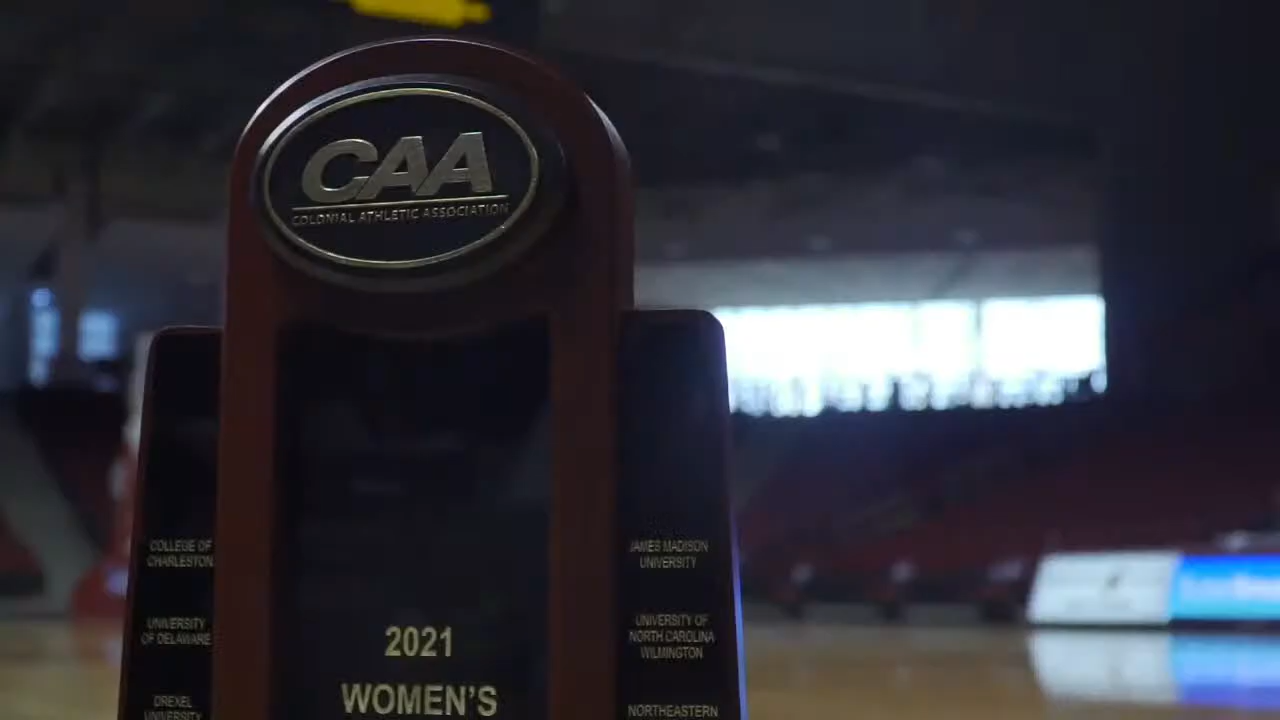 CAA
COLONIAL ATHLETIC ASSOCIATION
COLLEGE OF
CHARLESTON
UNIVERSITY
OF DELAWARE
DREXEL
UNIVERSITY
2021
WOMEN'S
JAMES MADISON
UNIVERSITY
UNIVERSITY OF
NORTH CAROLINA
WILMINGTON
NORTHEASTERN